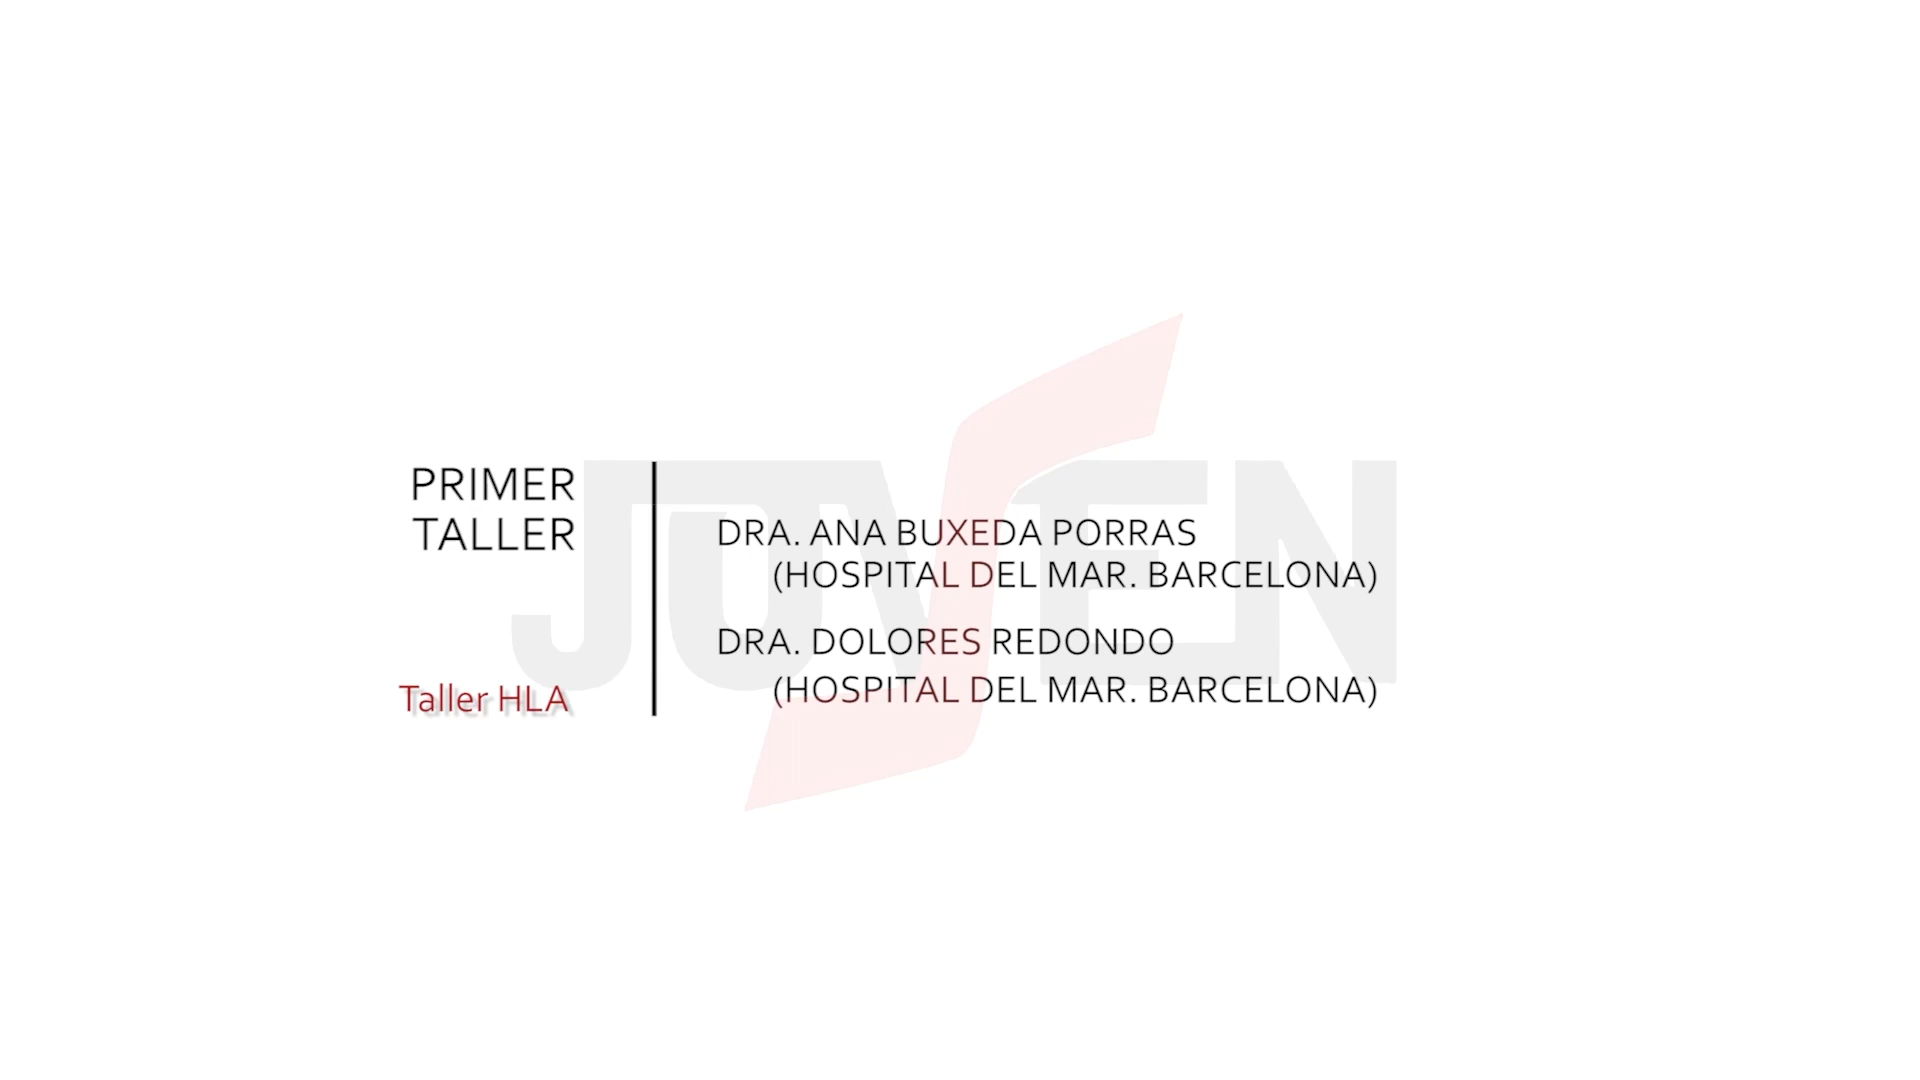 PRIMER
TALLER
Taller HLA
DRA. ANA BUXEDA PORRAS
(HOSPITAL DEL MAR. BARCELONA)
DRA. DOLORES REDONDO
(HOSPITAL DEL MAR. BARCELONA)
JOVEN